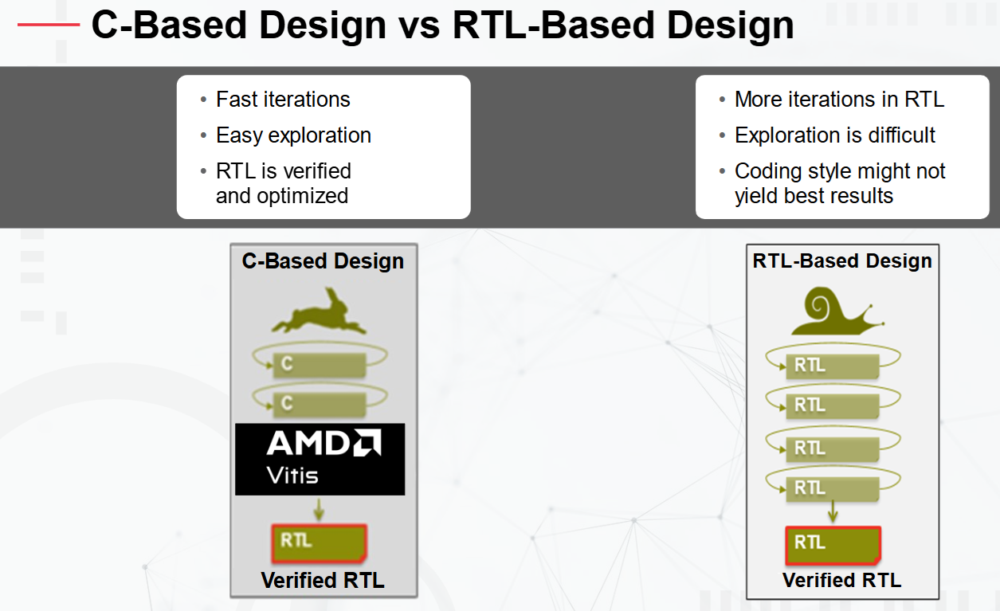 C-Based Design vs RTL-Based Design
• Fast iterations
• Easy exploration
• RTL is verified
and optimized
• More iterations in RTL
• Exploration is difficult
• Coding style might not
yield best results
C-Based Design
C
C
AMD
Vitis
RTL
Verified RTL
RTL-Based Design
RTL
RTL
RTL
RTL
RTL
Verified RTL